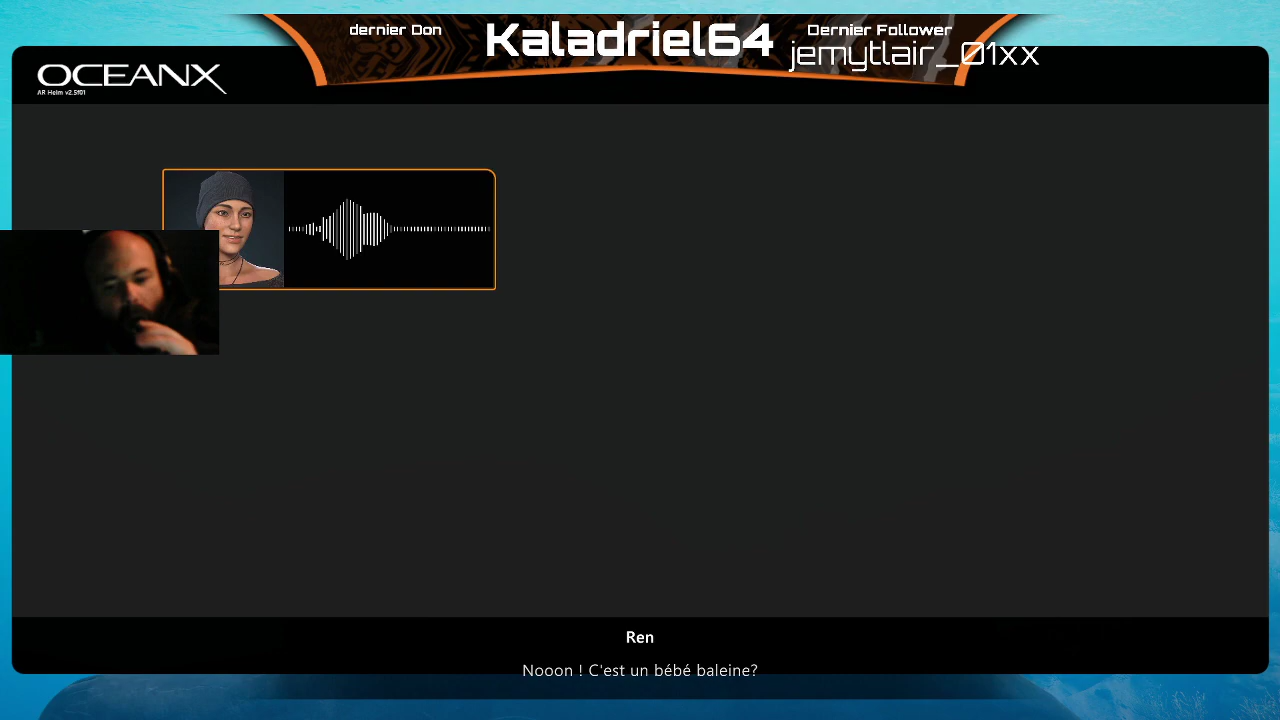 dernier Don
Kaladriel64
Dernier Follower
jemytlair_01xx
OCEANX
AR Helm v2.5f01
Ren
Nooon ! C'est un bébé baleine?